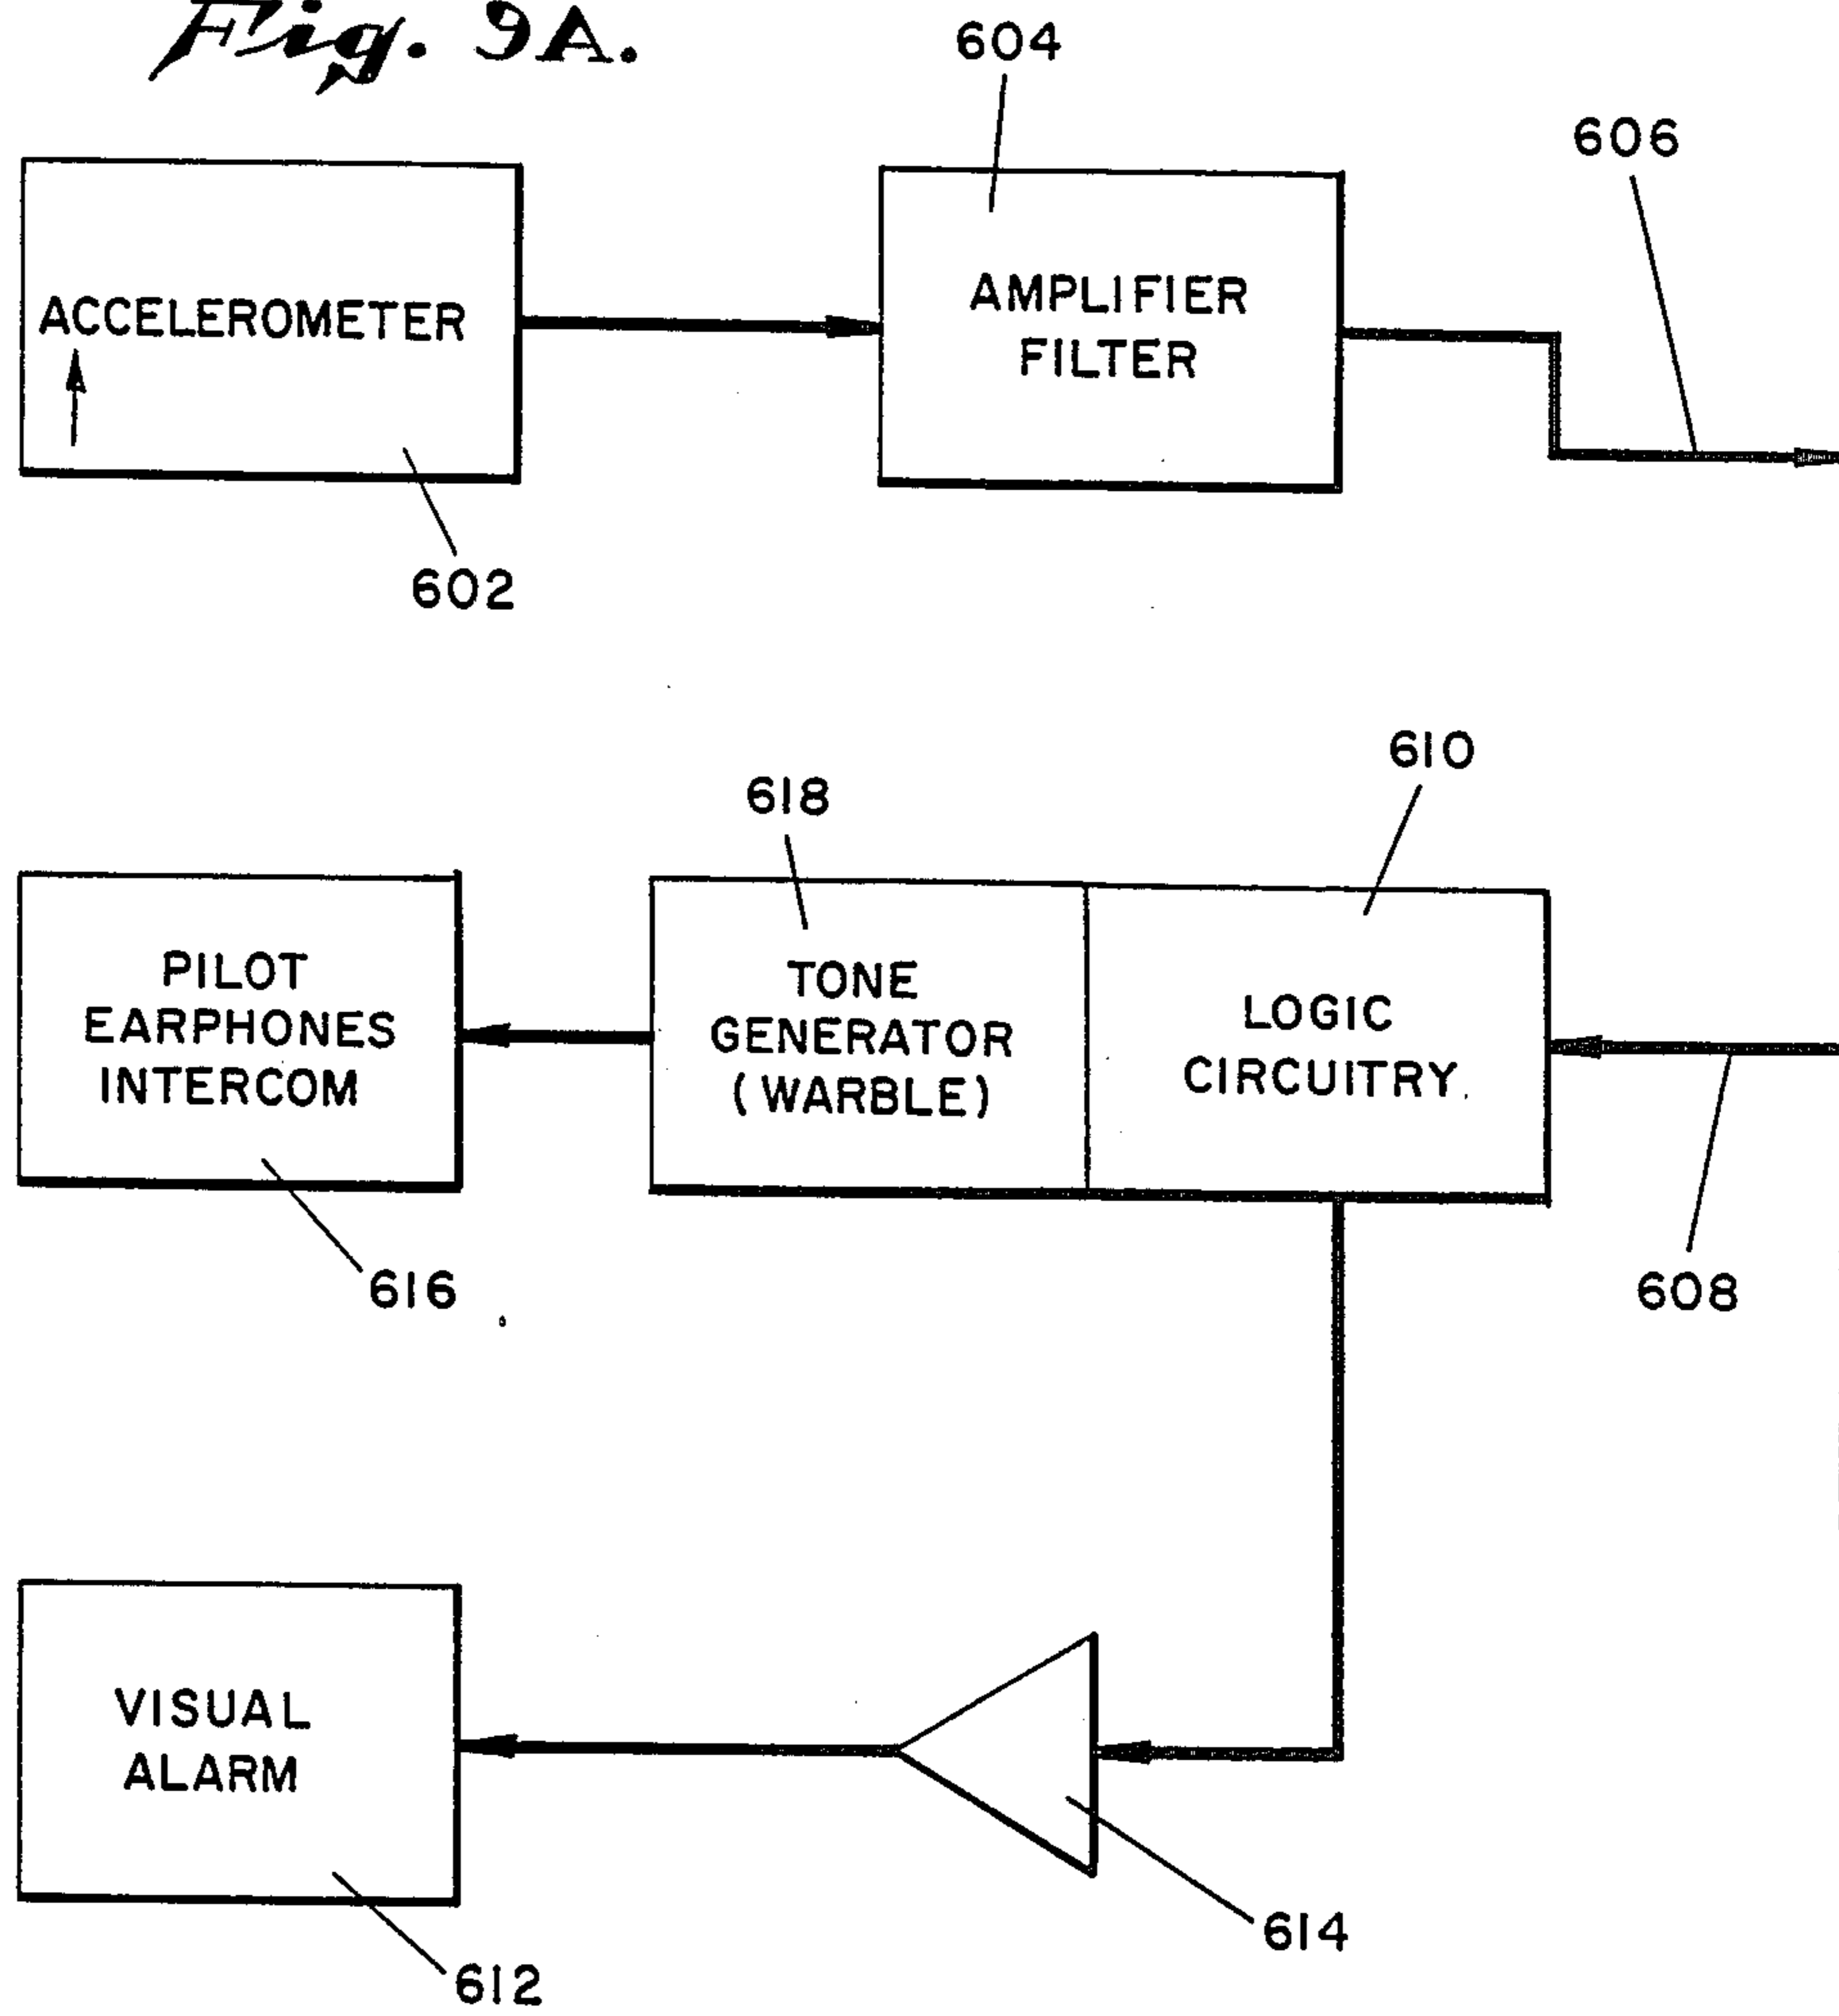 Fig. 9A.
604
606
ACCELEROMETER
AMPLIFIER
FILTER
602
610
618
PILOT
EARPHONES
INTERCOM
TONE
GENERATOR
(WARBLE)
LOGIC
CIRCUITRY
616
608
VISUAL
ALARM
614
612